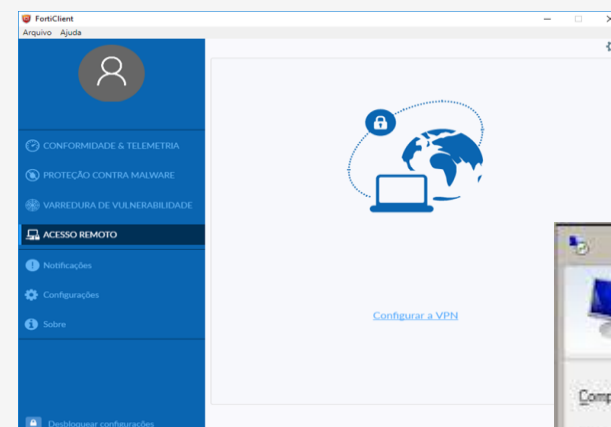 FortiClient
Arquivo Ajuda
CONFORMIDADE & TELEMETRIA
PROTEÇÃO CONTRA MALWARE
VARREDURA DE VULNERABILIDADE
ACESSO REMOTO
Notificações
Configurações
Sobre
Desbloquear configurações
Configurar a VPN
Comp